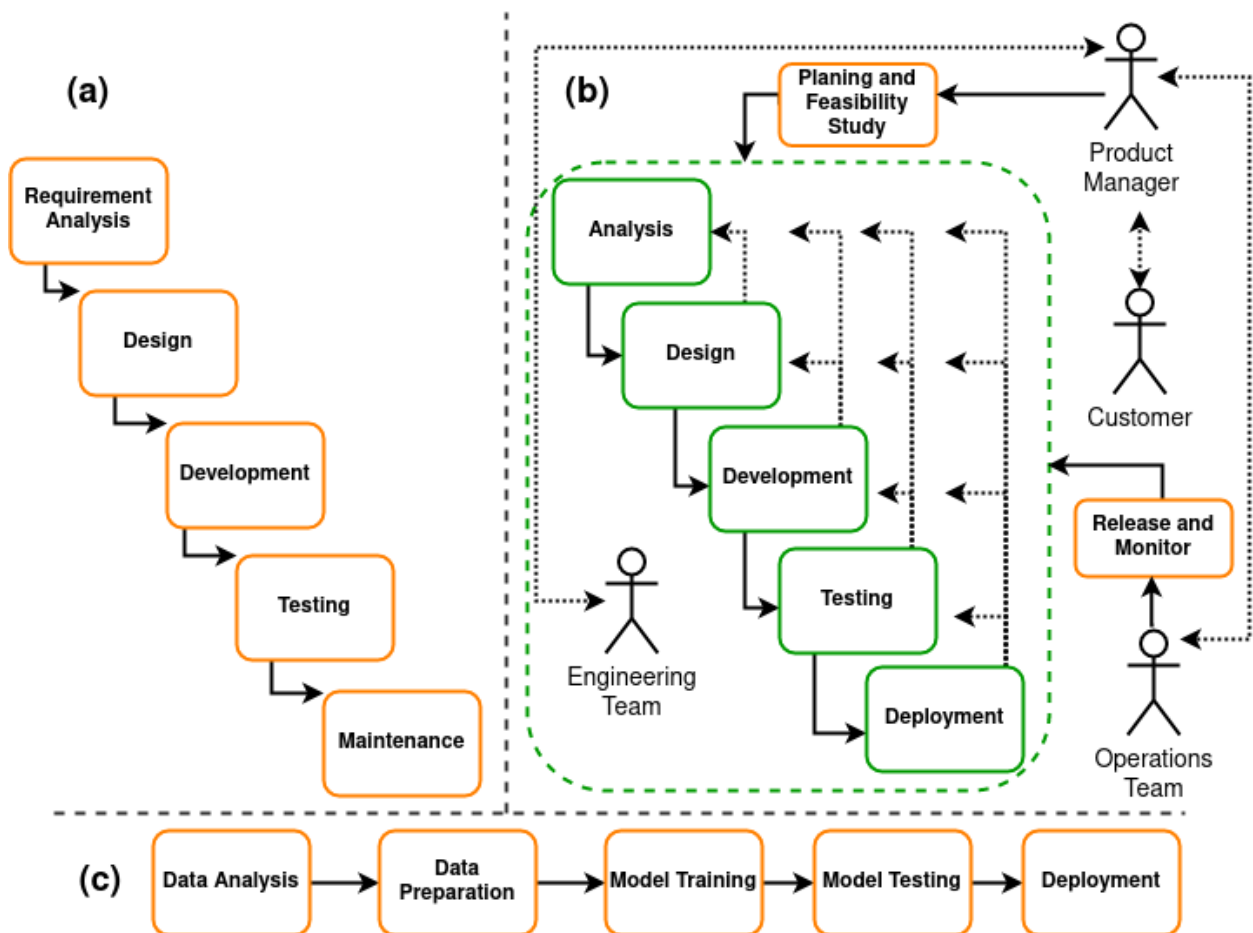 (a)
Requirement
Analysis
Design
Development
Testing
Maintenance
(b)
Planing and
Feasibility
Study
Product
Manager
Analysis
Design
Development
Testing
Deployment
Engineering
Team
Customer
Release and
Monitor
Operations
Team
(c)
Data Analysis
Data
Preparation
Model Training
Model Testing
Deployment